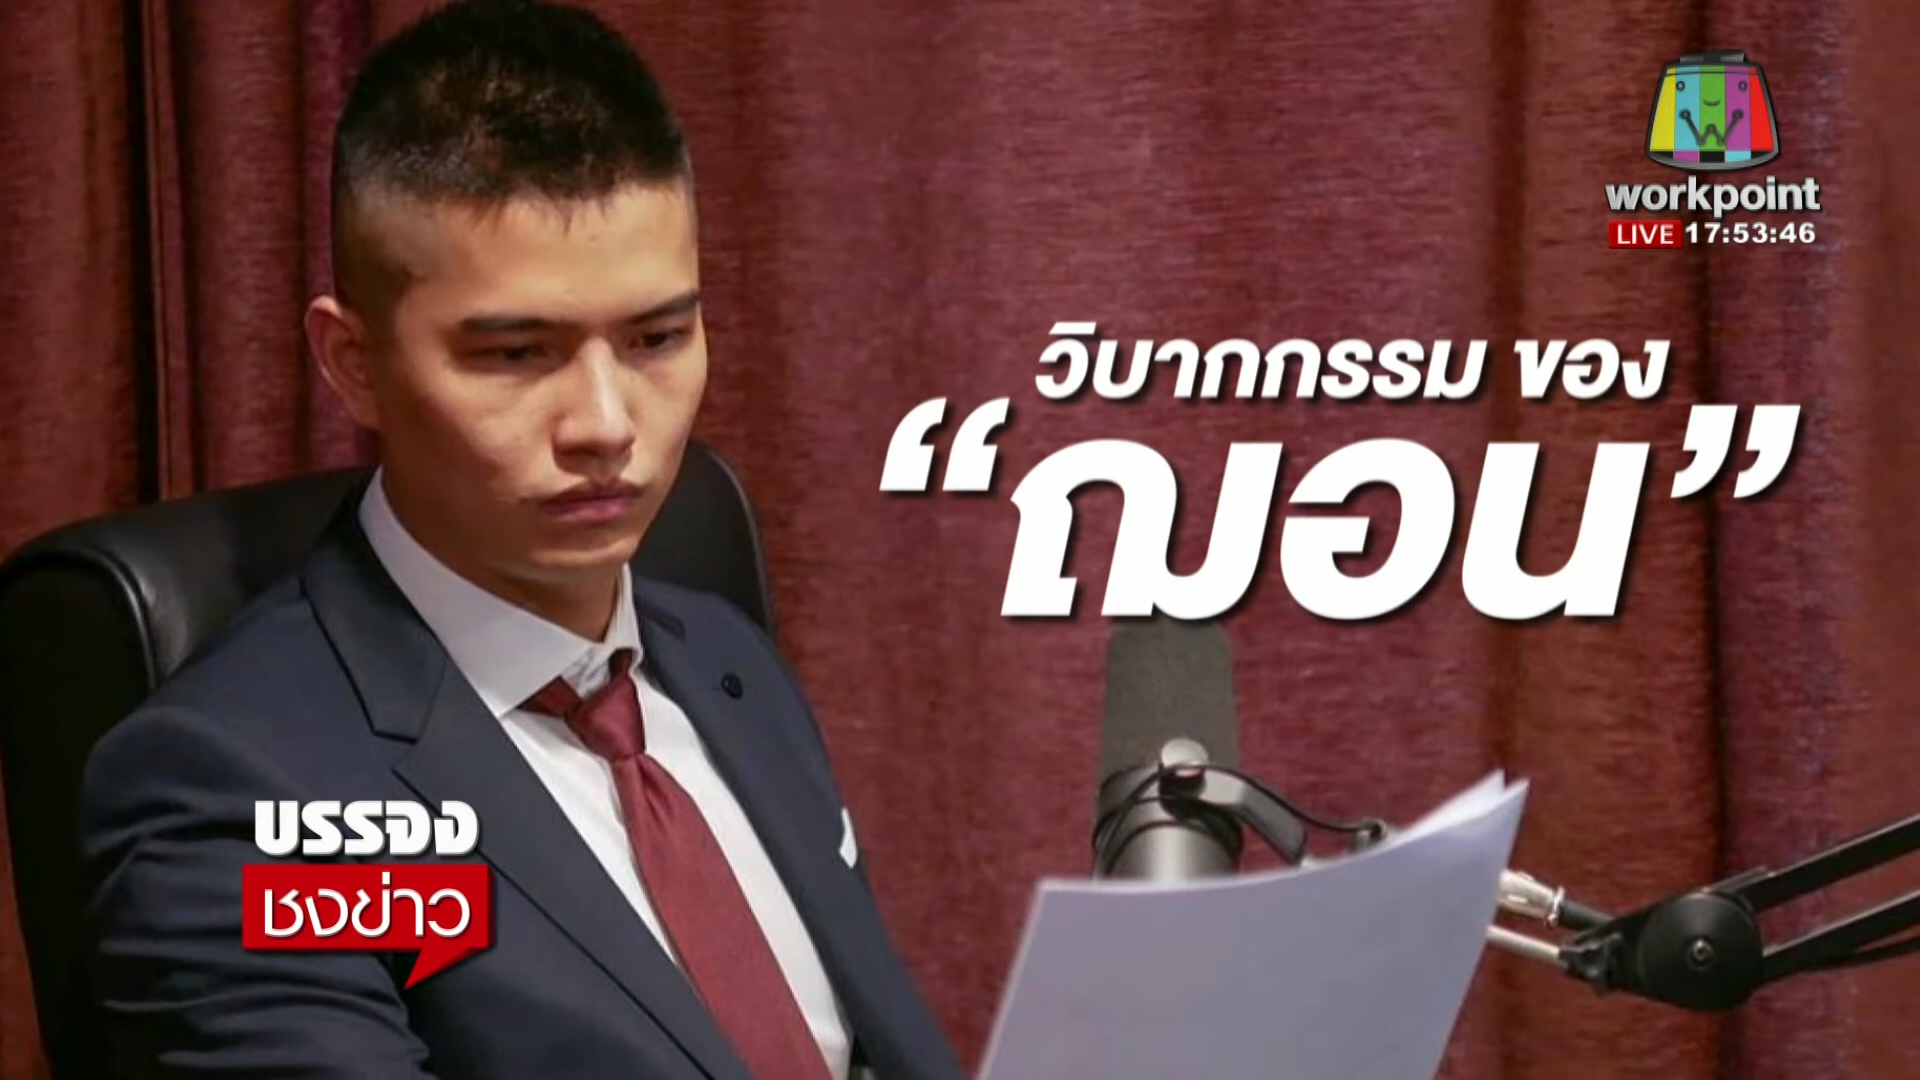 workpoint
LIVE 17:53:46
วิบากกรรม ของ
“ฌอน”
บรรจง
ชงข่าว